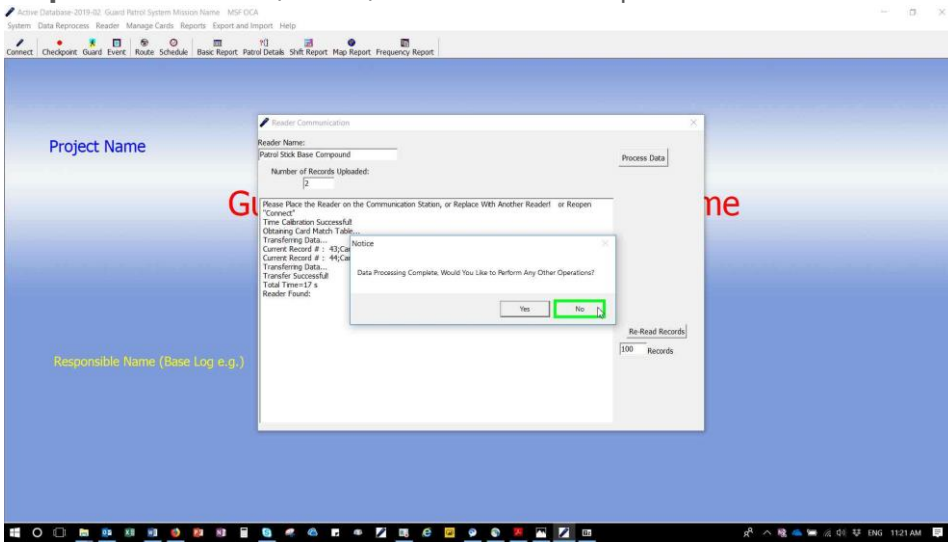 Active Database-2019-02 Guard Patrol System Mission Name MSF OCA
System Data Reprocess Reader Manage Cards Reports Export and Import Help
Connect Checkpoint Guard Event Route Schedule Basic Report Patrol Details Shift Report Map Report Frequency Report
Reader Communication
Project Name
Reader Name:
Patrol Stick Base Compound
Process Data
Number of Records Uploaded:
2
Gu
me
Please Place the Reader on the Communication Station, or Replace With Another Reader! or Reopen
"Connect"
Time Calibration Successful!
Obtaining Card Match Table...
Transferring Data...
Current Record # : 43;Ca
Current Record # : 44;Ca
Transferring Data...
Transfer Successful!
Total Time=17 s
Reader Found:
Notice
Data Processing Complete, Would You Like to Perform Any Other Operations?
Yes No
Re-Read Records
100 Records
Responsible Name (Base Log e.g.)
ENG 11:21 AM